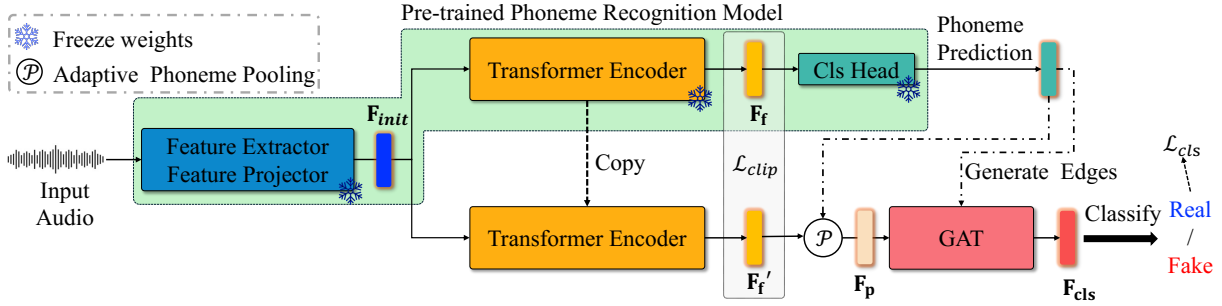 Pre-trained Phoneme Recognition Model
Freeze weights
𝒫 Adaptive Phoneme Pooling
Transformer Encoder
F_f
Cls Head
Phoneme
Prediction
F_init
Feature Extractor
Feature Projector
Input
Audio
Copy
ℒ_clip
Generate Edges
ℒ_cls
Transformer Encoder
F_f′
𝒫
F_p
GAT
F_cls
Classify
Real
/
Fake